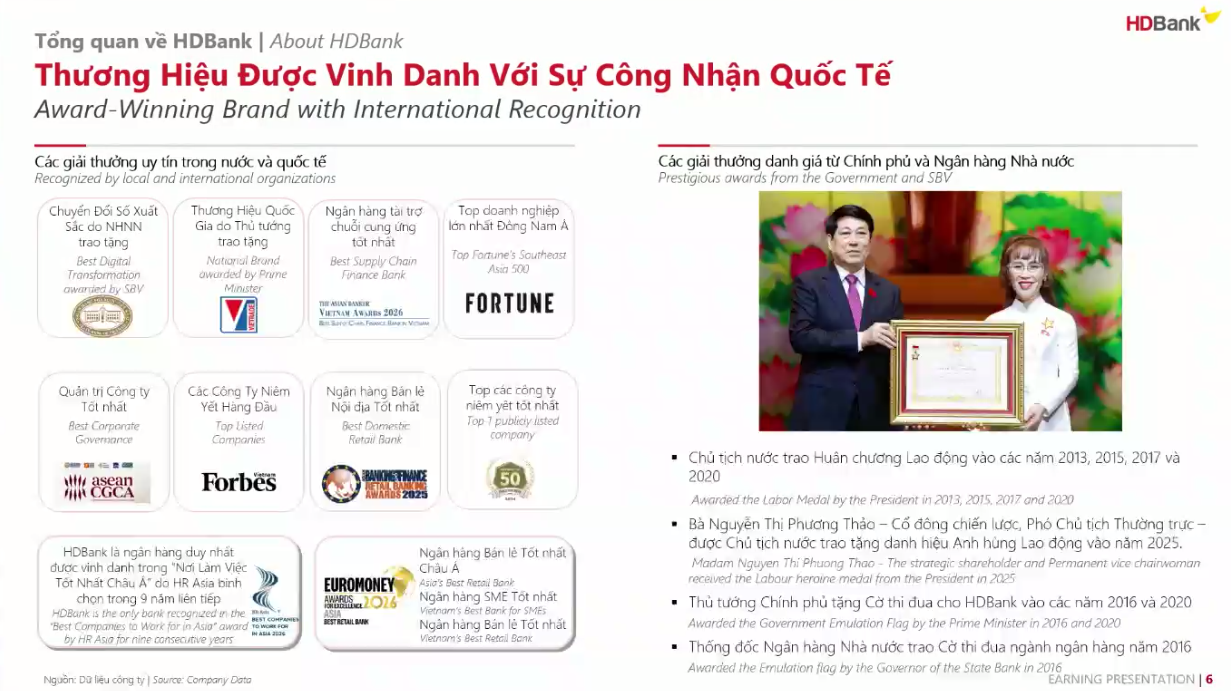 HDBank
Tổng quan về HDBank | About HDBank
Thương Hiệu Được Vinh Danh Với Sự Công Nhận Quốc Tế
Award-Winning Brand with International Recognition
Các giải thưởng uy tín trong nước và quốc tế
Recognized by local and international organizations
Chuyển Đổi Số Xuất
Sắc do NHNN
trao tặng
Best Digital
Transformation
awarded by SBV
Thương Hiệu Quốc
Gia do Thủ tướng
trao tặng
National Brand
awarded by Prime
Minister
VIETNAM
Ngân hàng tài trợ
chuỗi cung ứng
tốt nhất
Best Supply Chain
Finance Bank
THE ASIAN BANKER
VIETNAM AWARDS 2026
BEST SUPPLY CHAIN FINANCE BANK IN VIETNAM
Top doanh nghiệp
lớn nhất Đông Nam Á
Top Fortune's Southeast
Asia 500
FORTUNE
Quản trị Công ty
Tốt nhất
Best Corporate
Governance
asean
CGCA
Các Công Ty Niêm
Yết Hàng Đầu
Top Listed
Companies
Forbes
Vietnam
Ngân hàng Bán lẻ
Nội địa Tốt nhất
Best Domestic
Retail Bank
BANKING & FINANCE
RETAIL BANKING
AWARDS 2025
Top các công ty
niêm yết tốt nhất
Top 1 publicly listed
company
50
HDBank là ngân hàng duy nhất
được vinh danh trong "Nơi Làm Việc
Tốt Nhất Châu Á" do HR Asia bình
chọn trong 9 năm liên tiếp
HDBank is the only bank recognized in the
"Best Companies to Work for in Asia" award
by HR Asia for nine consecutive years
BEST COMPANIES
TO WORK FOR
IN ASIA 2026
EUROMONEY
AWARDS
FOR EXCELLENCE
2026
ASIA
BEST RETAIL BANK
Ngân hàng Bán lẻ Tốt nhất
Châu Á
Asia's Best Retail Bank
Ngân hàng SME Tốt nhất
Vietnam's Best Bank for SMEs
Ngân hàng Bán lẻ Tốt nhất
Vietnam's Best Retail Bank
Các giải thưởng danh giá từ Chính phủ và Ngân hàng Nhà nước
Prestigious awards from the Government and SBV
▪ Chủ tịch nước trao Huân chương Lao động vào các năm 2013, 2015, 2017 và
2020
Awarded the Labor Medal by the President in 2013, 2015, 2017 and 2020
▪ Bà Nguyễn Thị Phương Thảo – Cổ đông chiến lược, Phó Chủ tịch Thường trực –
được Chủ tịch nước trao tặng danh hiệu Anh hùng Lao động vào năm 2025.
Madam Nguyen Thi Phuong Thao - The strategic shareholder and Permanent vice chairwoman
received the Labour heroine medal from the President in 2025
▪ Thủ tướng Chính phủ tặng Cờ thi đua cho HDBank vào các năm 2016 và 2020
Awarded the Government Emulation Flag by the Prime Minister in 2016 and 2020
▪ Thống đốc Ngân hàng Nhà nước trao Cờ thi đua ngành ngân hàng năm 2016
Awarded the Emulation flag by the Governor of the State Bank in 2016
Nguồn: Dữ liệu công ty | Source: Company Data
EARNING PRESENTATION | 6